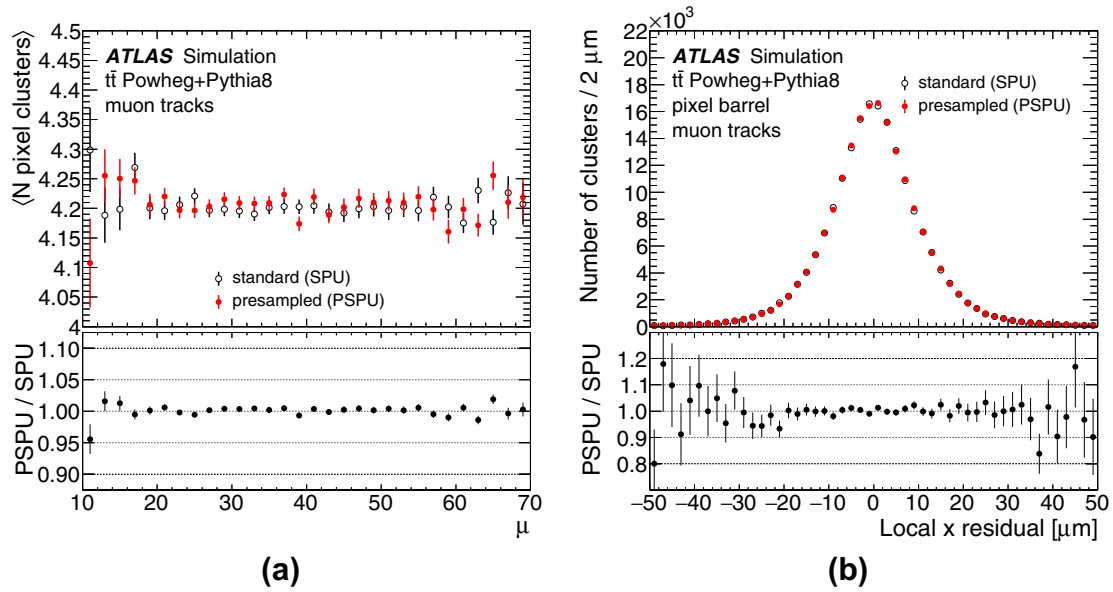 ⟨N pixel clusters⟩
4.5
4.45
4.4
4.35
4.3
4.25
4.2
4.15
4.1
4.05
4
ATLAS Simulation
tt̄ Powheg+Pythia8
muon tracks
standard (SPU)
presampled (PSPU)
PSPU / SPU
1.10
1.05
1.00
0.95
0.90
10 20 30 40 50 60 70
μ
(a)
Number of clusters / 2 μm
22×10³
20
18
16
14
12
10
8
6
4
2
0
ATLAS Simulation
tt̄ Powheg+Pythia8
pixel barrel
muon tracks
standard (SPU)
presampled (PSPU)
PSPU / SPU
1.2
1.1
1.0
0.9
0.8
−50 −40 −30 −20 −10 0 10 20 30 40 50
Local x residual [μm]
(b)